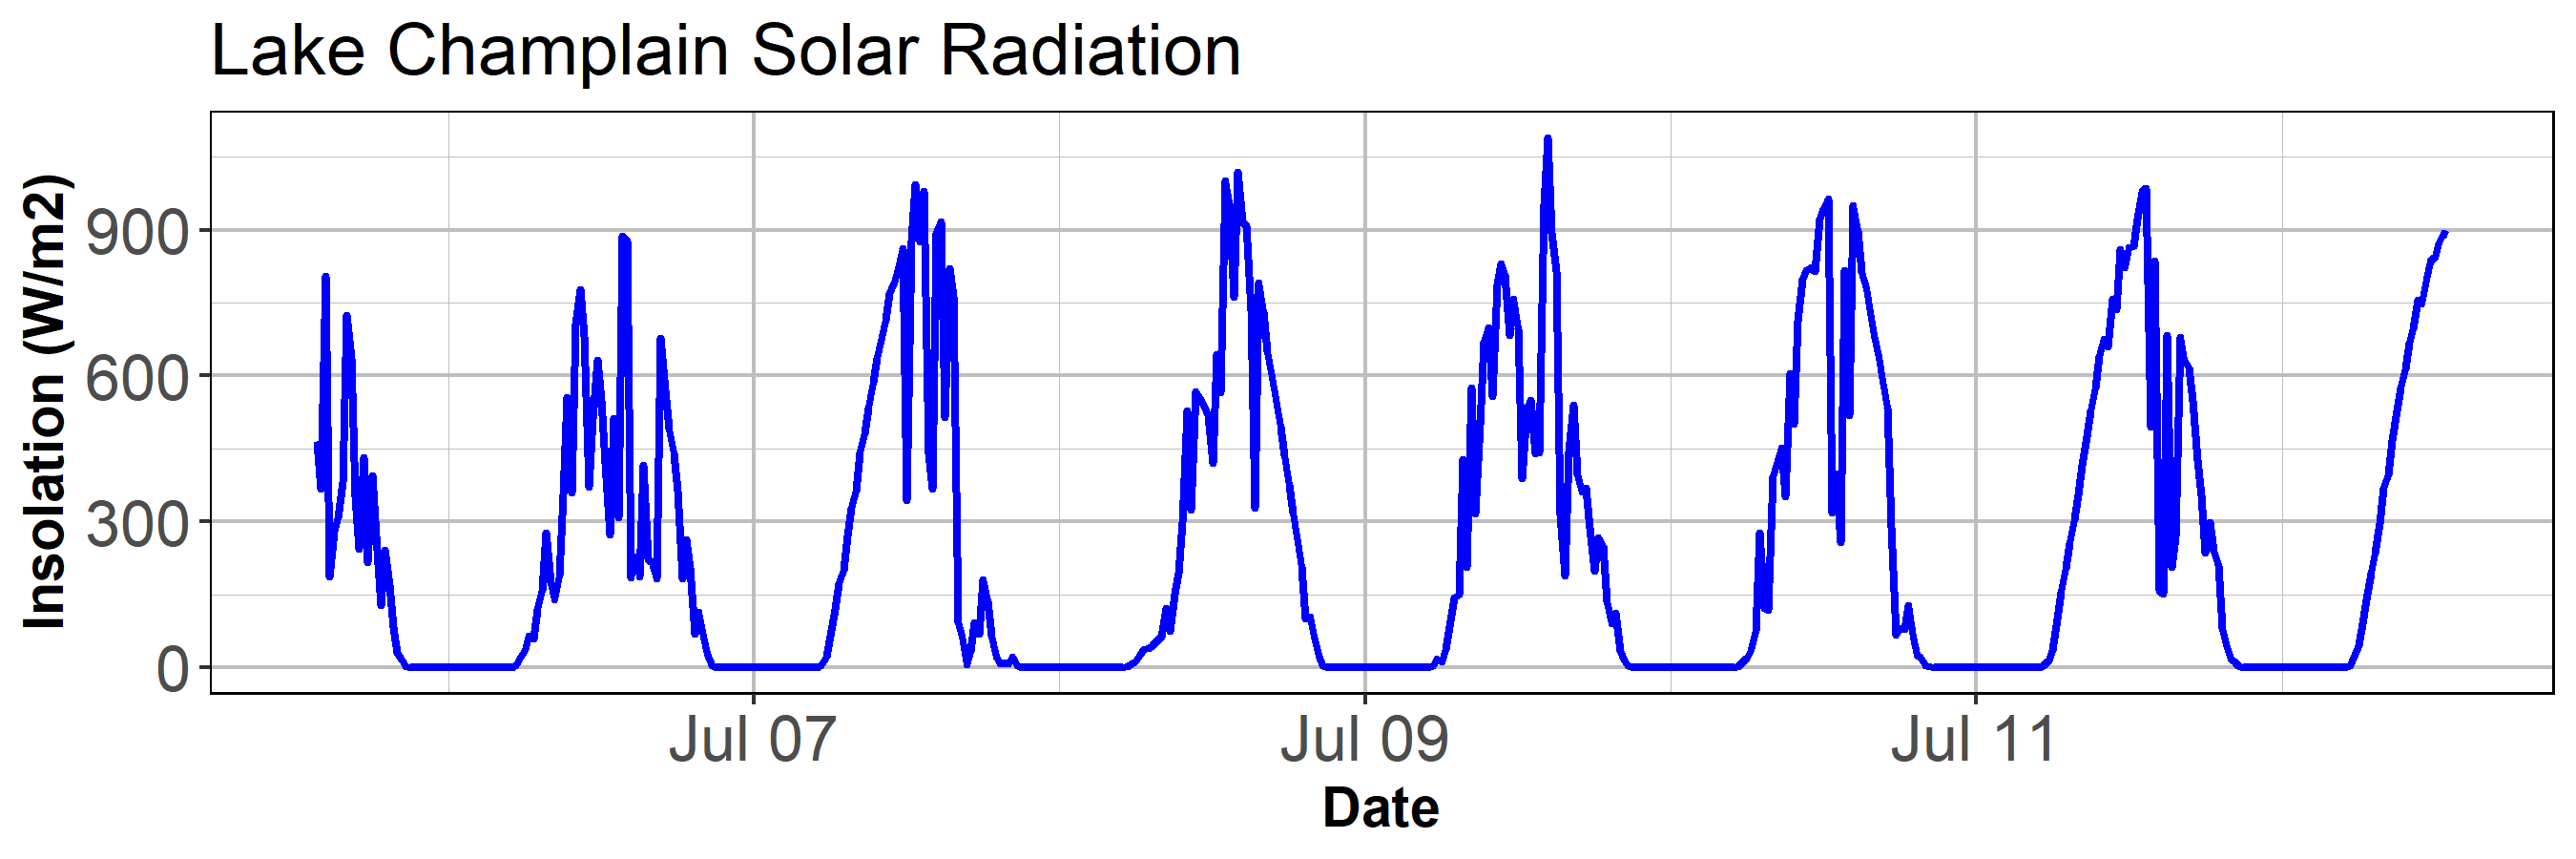 Lake Champlain Solar Radiation
Insolation (W/m2)
900
600
300
0
Jul 07
Jul 09
Jul 11
Date